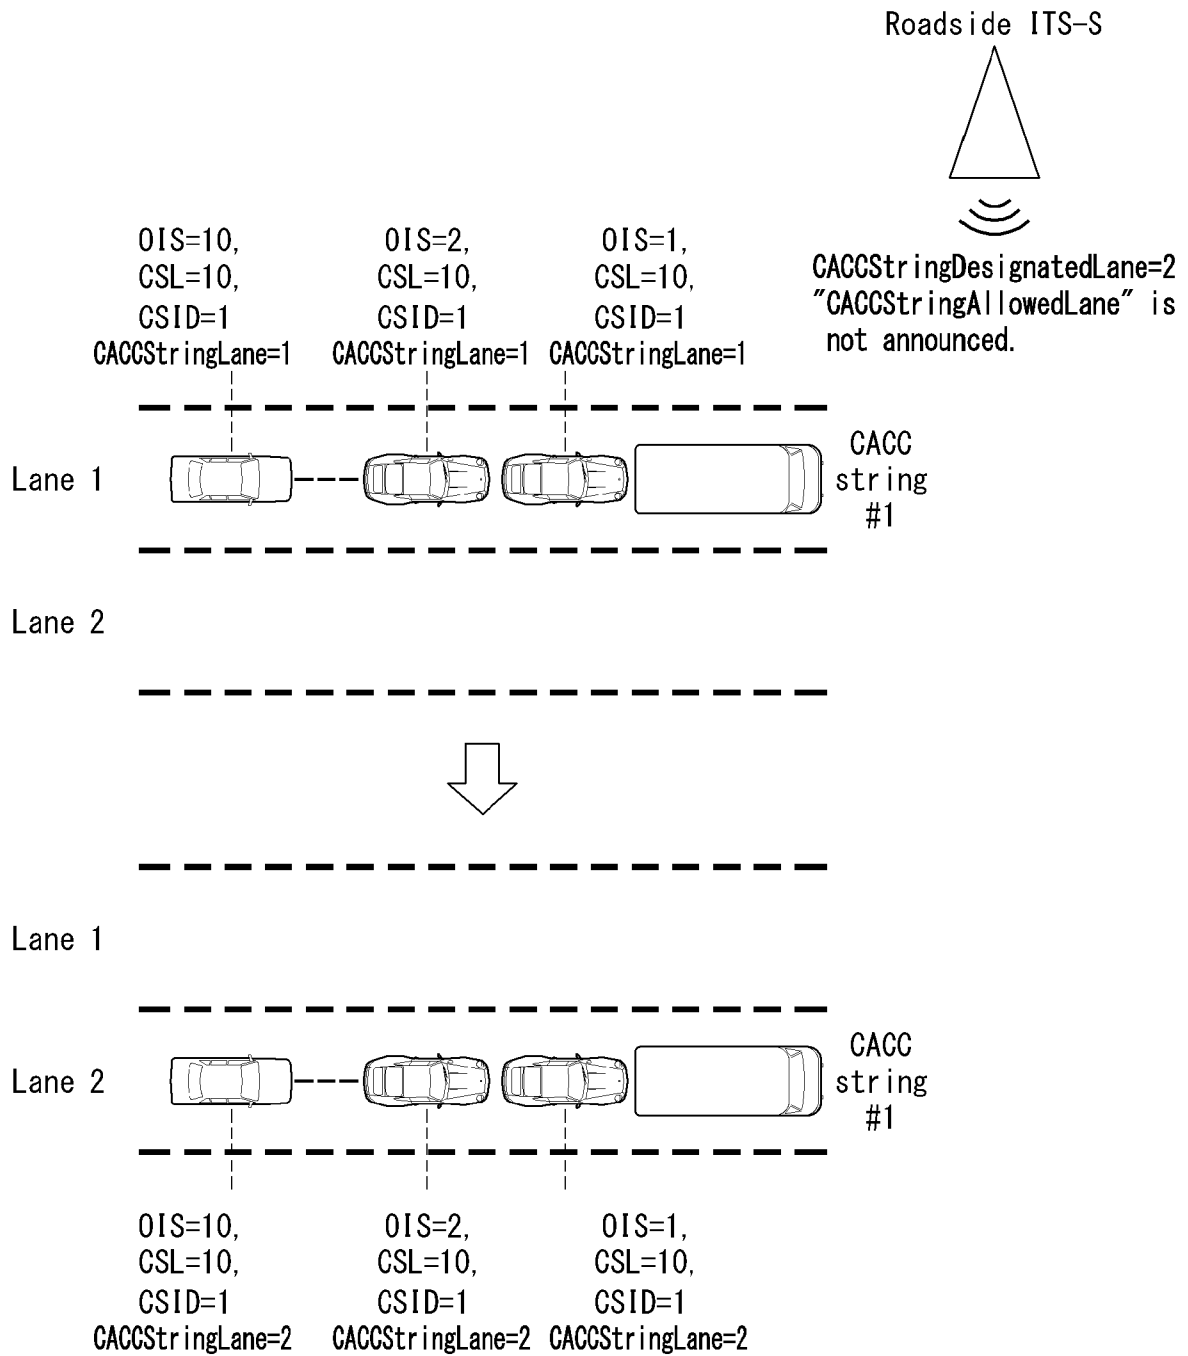 Roadside ITS-S
OIS=10,
CSL=10,
CSID=1
CACCStringLane=1
OIS=2,
CSL=10,
CSID=1
CACCStringLane=1
OIS=1,
CSL=10,
CSID=1
CACCStringLane=1
CACCStringDesignatedLane=2
"CACCStringAllowedLane" is
not announced.
Lane 1
CACC
string
#1
Lane 2
Lane 1
Lane 2
CACC
string
#1
OIS=10,
CSL=10,
CSID=1
CACCStringLane=2
OIS=2,
CSL=10,
CSID=1
CACCStringLane=2
OIS=1,
CSL=10,
CSID=1
CACCStringLane=2